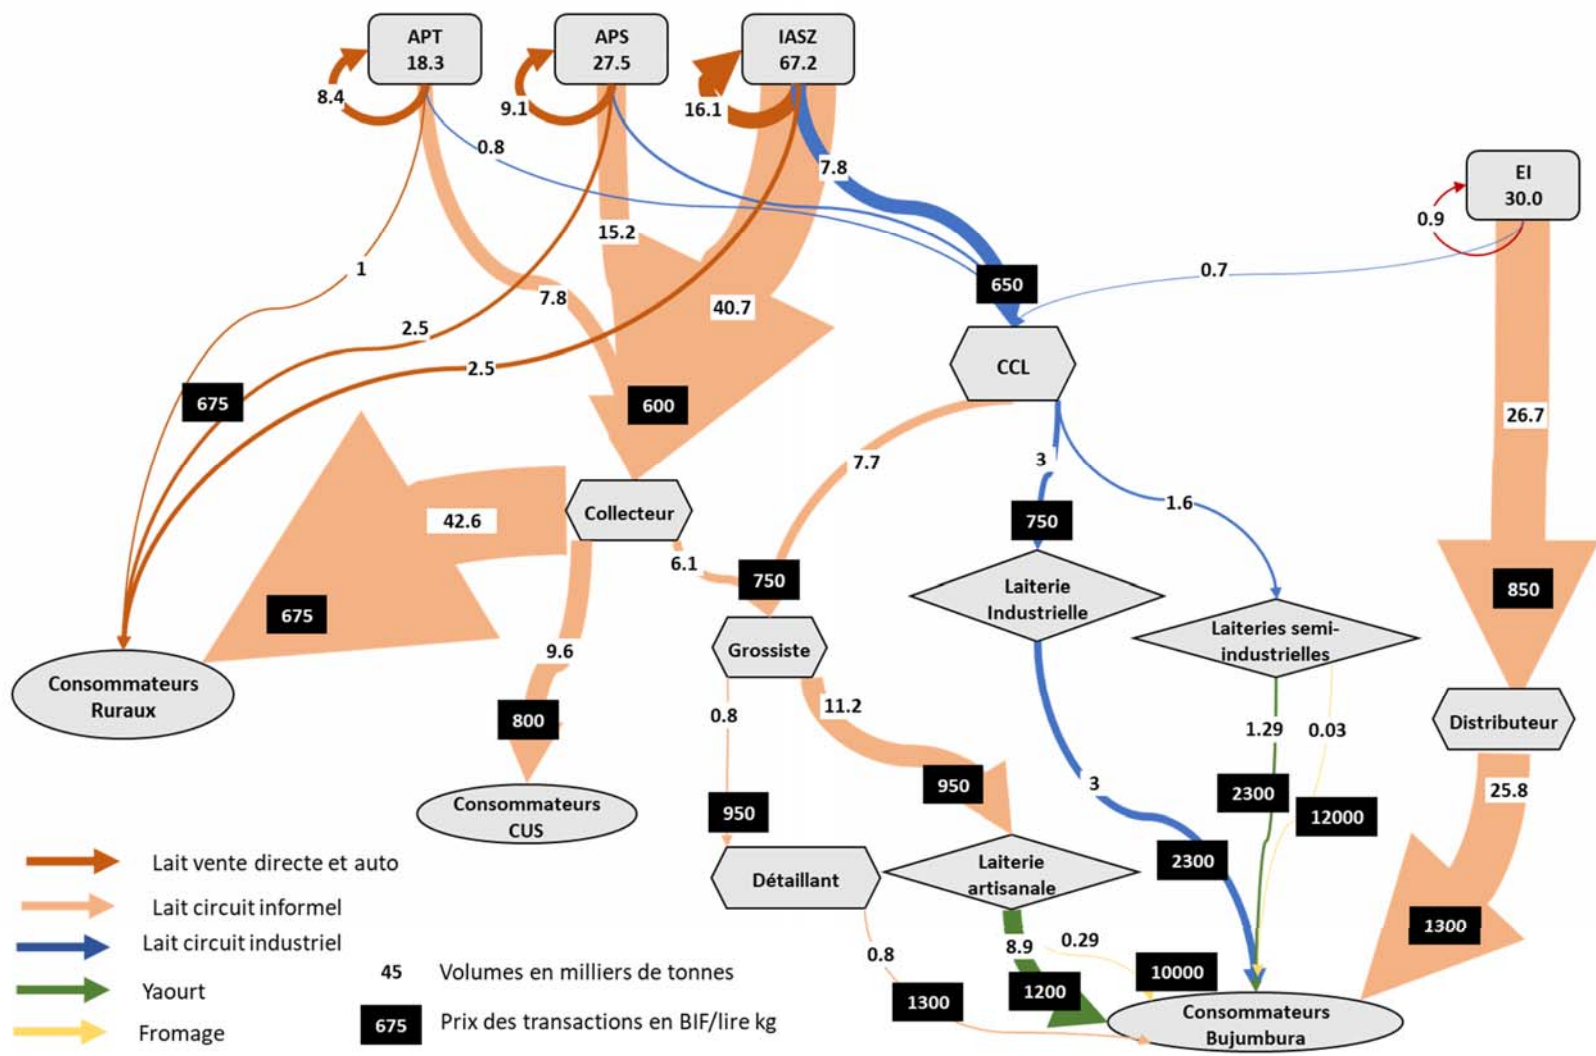 APT
18.3
APS
27.5
IASZ
67.2
EI
30.0
8.4
9.1
16.1
0.8
7.8
0.9
15.2
1
7.8
40.7
650
0.7
2.5
2.5
675
600
CCL
26.7
7.7
3
1.6
42.6
Collecteur
750
6.1
750
850
675
Laiterie
Industrielle
Laiteries semi-
industrielles
9.6
Grossiste
Consommateurs
Ruraux
800
0.8
11.2
1.29
0.03
Distributeur
950
950
3
2300
12000
25.8
Consommateurs
CUS
2300
Détaillant
Laiterie
artisanale
1300
0.8
8.9
0.29
1300
1200
10000
Consommateurs
Bujumbura
Lait vente directe et auto
Lait circuit informel
Lait circuit industriel
Yaourt
Fromage
45 Volumes en milliers de tonnes
675 Prix des transactions en BIF/lire kg